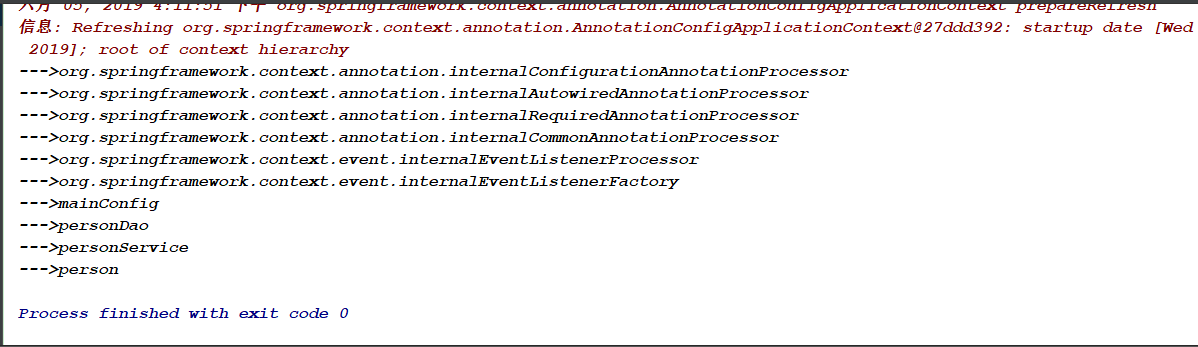 六月 05, 2019 4:11:51 下午 org.springframework.context.annotation.AnnotationConfigApplicationContext prepareRefresh
信息: Refreshing org.springframework.context.annotation.AnnotationConfigApplicationContext@27ddd392: startup date [Wed
2019]; root of context hierarchy
--->org.springframework.context.annotation.internalConfigurationAnnotationProcessor
--->org.springframework.context.annotation.internalAutowiredAnnotationProcessor
--->org.springframework.context.annotation.internalRequiredAnnotationProcessor
--->org.springframework.context.annotation.internalCommonAnnotationProcessor
--->org.springframework.context.event.internalEventListenerProcessor
--->org.springframework.context.event.internalEventListenerFactory
--->mainConfig
--->personDao
--->personService
--->person
Process finished with exit code 0